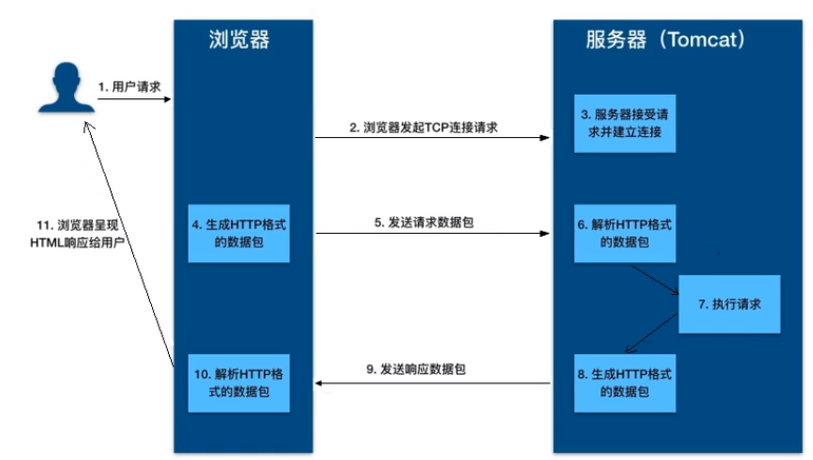 浏览器
服务器（Tomcat）
1. 用户请求
2. 浏览器发起TCP连接请求
3. 服务器接受请
求并建立连接
4. 生成HTTP格式
的数据包
5. 发送请求数据包
6. 解析HTTP格式
的数据包
7. 执行请求
8. 生成HTTP格式
的数据包
9. 发送响应数据包
10. 解析HTTP格
式的数据包
11. 浏览器呈现
HTML响应给用户